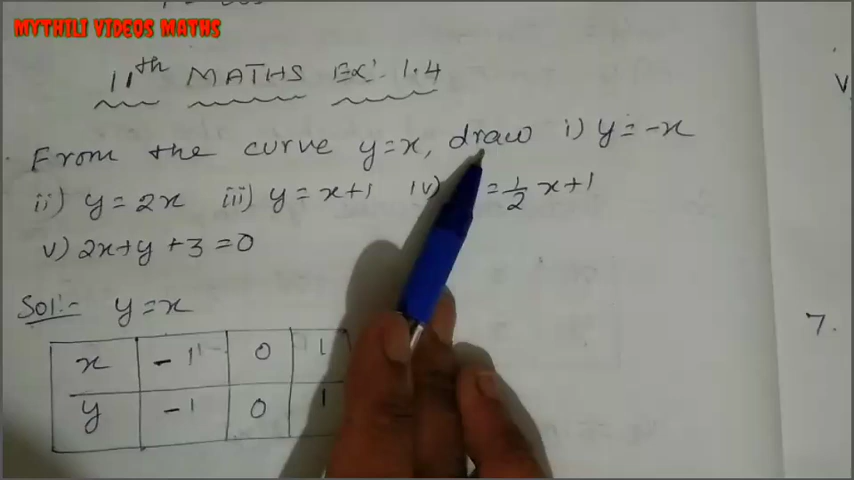 MYTHILI VIDEOS MATHS
11th MATHS EX:- 1.4
From the curve y=x, draw i) y=-x
ii) y=2x iii) y=x+1 iv) =1/2 x+1
v) 2x+y+3=0
Sol:- y=x
x -1 0 1
y -1 0 1
7.